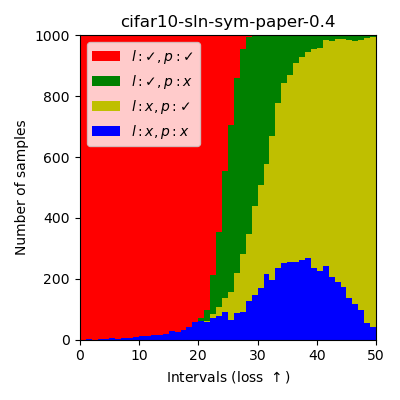 cifar10-sln-sym-paper-0.4
1000
800
600
400
200
0
Number of samples
l : ✓, p : ✓
l : ✓, p : x
l : x, p : ✓
l : x, p : x
0 10 20 30 40 50
Intervals (loss ↑)